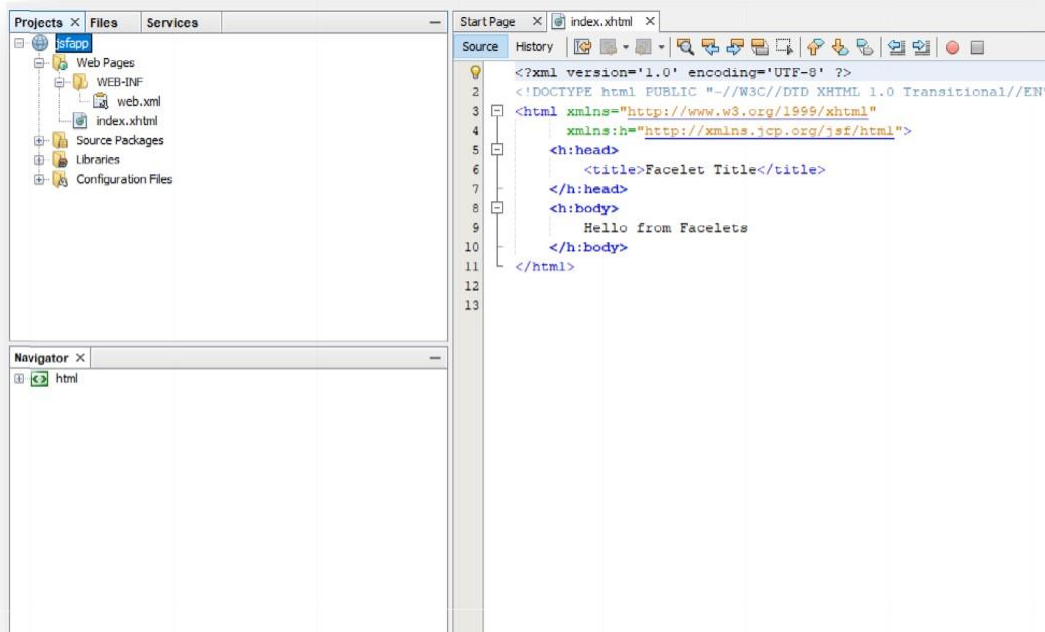 Projects Files Services
jsfapp
Web Pages
WEB-INF
web.xml
index.xhtml
Source Packages
Libraries
Configuration Files
Navigator
html
Start Page index.xhtml
Source History
<?xml version='1.0' encoding='UTF-8' ?>
2 <!DOCTYPE html PUBLIC "-//W3C//DTD XHTML 1.0 Transitional//EN"
3 <html xmlns="http://www.w3.org/1999/xhtml"
4 xmlns:h="http://xmlns.jcp.org/jsf/html">
5 <h:head>
6 <title>Facelet Title</title>
7 </h:head>
8 <h:body>
9 Hello from Facelets
10 </h:body>
11 </html>
12
13